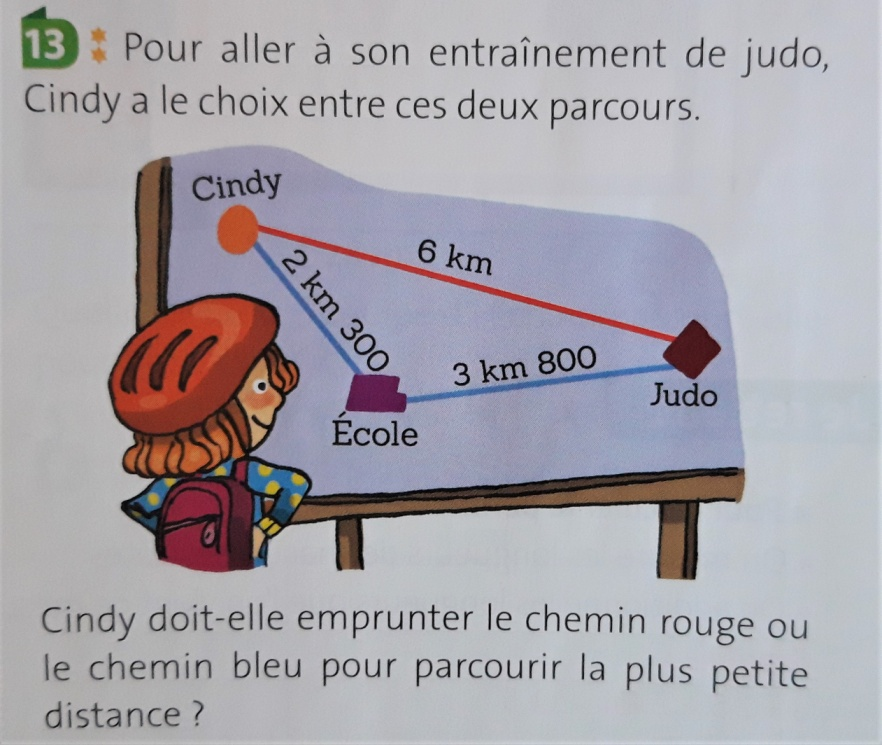 13 Pour aller à son entraînement de judo,
Cindy a le choix entre ces deux parcours.
Cindy
6 km
2 km 300
3 km 800
Judo
École
Cindy doit-elle emprunter le chemin rouge ou
le chemin bleu pour parcourir la plus petite
distance ?